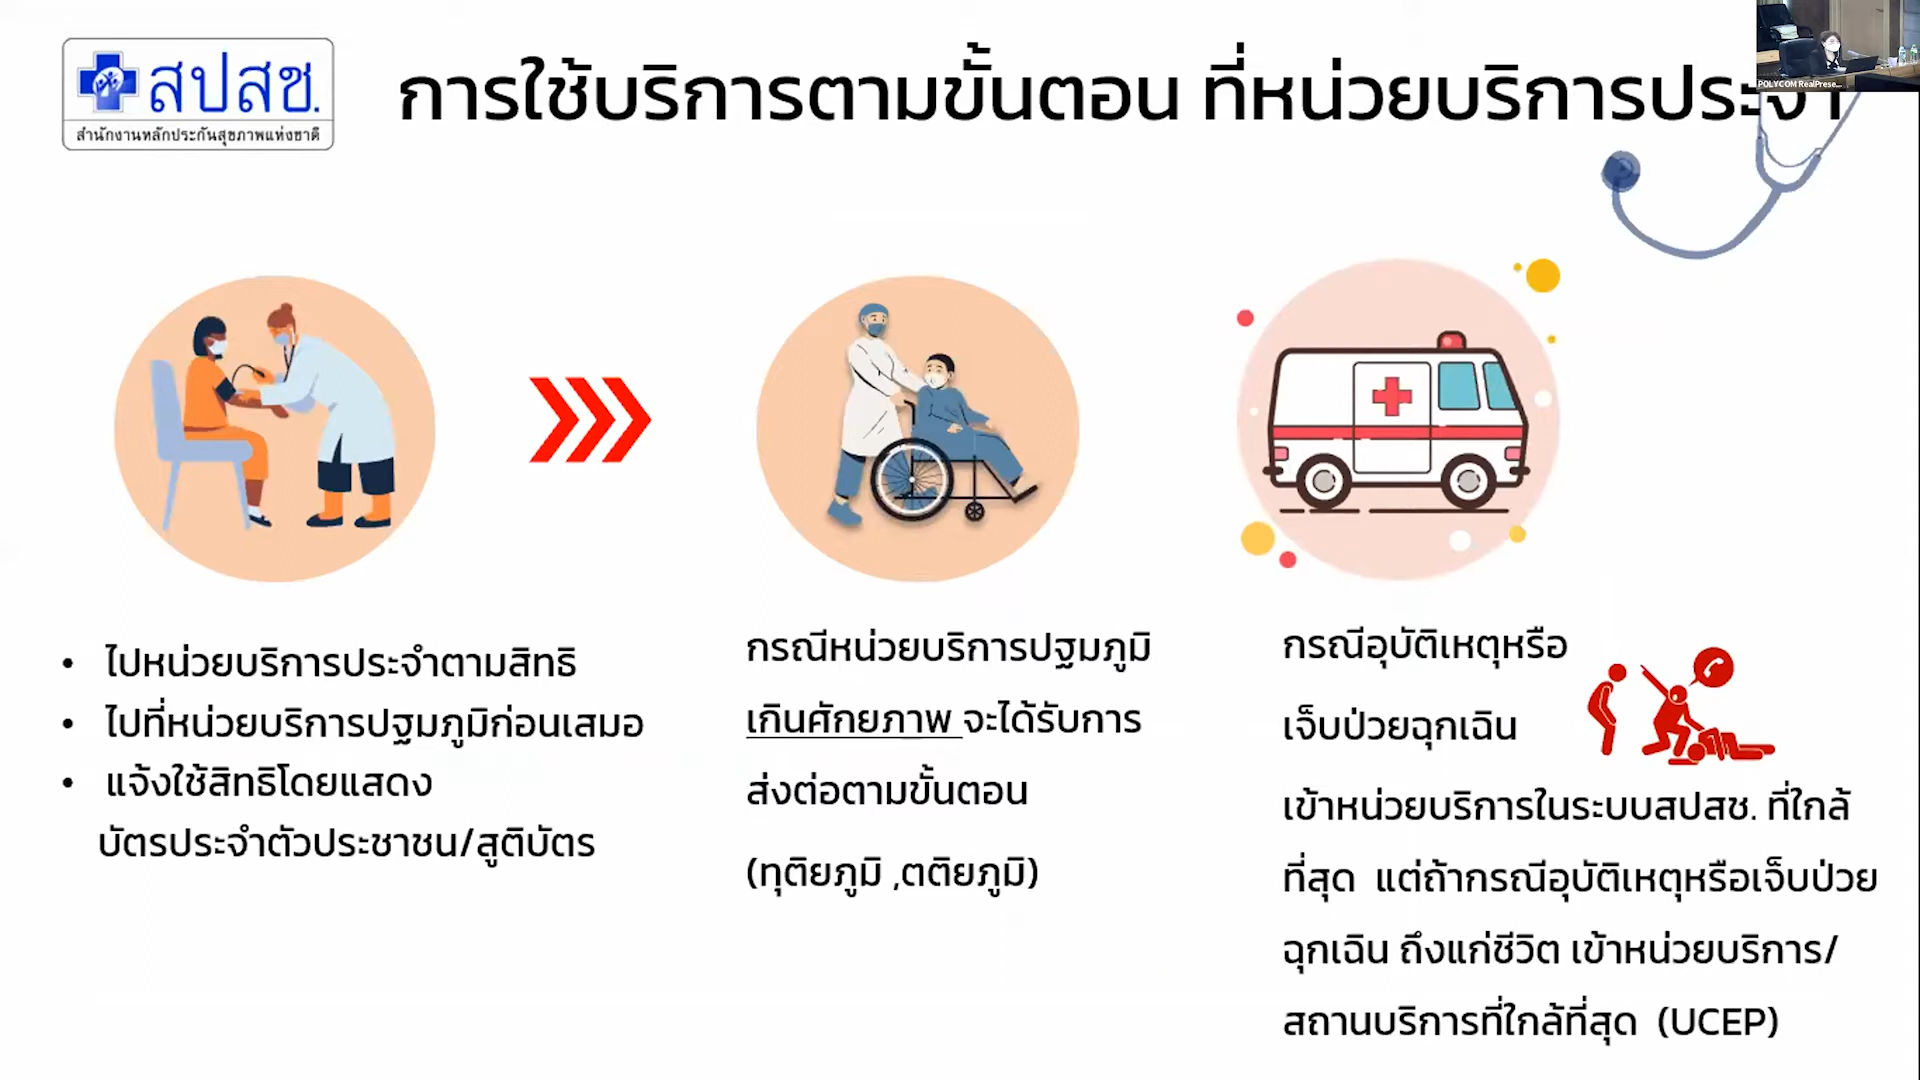 สปสช.
สำนักงานหลักประกันสุขภาพแห่งชาติ
การใช้บริการตามขั้นตอน ที่หน่วยบริการประจำ
POLYCOM RealPrese...
• ไปหน่วยบริการประจำตามสิทธิ
• ไปที่หน่วยบริการปฐมภูมิก่อนเสมอ
• แจ้งใช้สิทธิโดยแสดง
บัตรประจำตัวประชาชน/สูติบัตร
กรณีหน่วยบริการปฐมภูมิ
เกินศักยภาพ จะได้รับการ
ส่งต่อตามขั้นตอน
(ทุติยภูมิ ,ตติยภูมิ)
กรณีอุบัติเหตุหรือ
เจ็บป่วยฉุกเฉิน
เข้าหน่วยบริการในระบบสปสช. ที่ใกล้
ที่สุด แต่ถ้ากรณีอุบัติเหตุหรือเจ็บป่วย
ฉุกเฉิน ถึงแก่ชีวิต เข้าหน่วยบริการ/
สถานบริการที่ใกล้ที่สุด (UCEP)